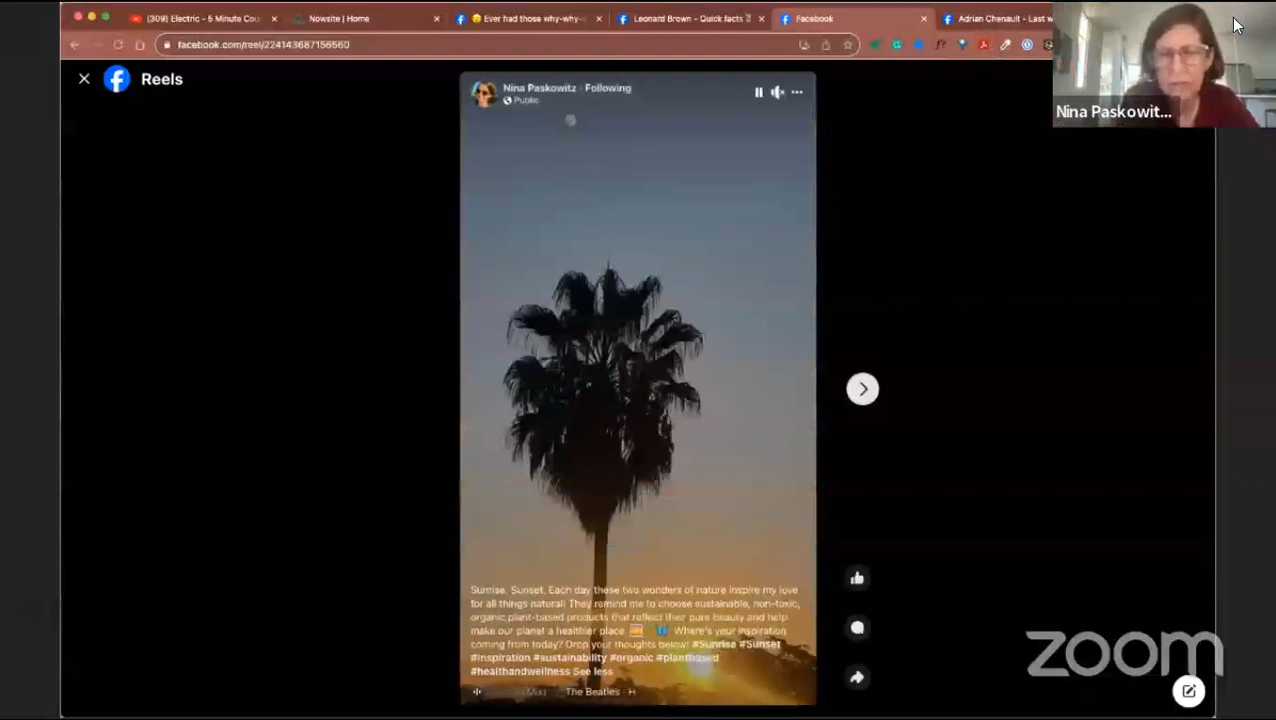 (309) Electric - 5 Minute Cou
Nowsite | Home
Ever had those why-why-
Leonard Brown - Quick facts
Facebook
Adrian Chenault - Last w
facebook.com/reel/224143687156560
Reels
Nina Paskowitz · Following
Public
Nina Paskowit...
Sunrise, Sunset. Each day these two wonders of nature inspire my love
for all things natural! They remind me to choose sustainable, non-toxic,
organic plant-based products that reflect their pure beauty and help
make our planet a healthier place. Where's your inspiration
coming from today? Drop your thoughts below! #Sunrise #Sunset
#inspiration #sustainability #organic #plantbased
#healthandwellness See less
The Beatles · H
zoom